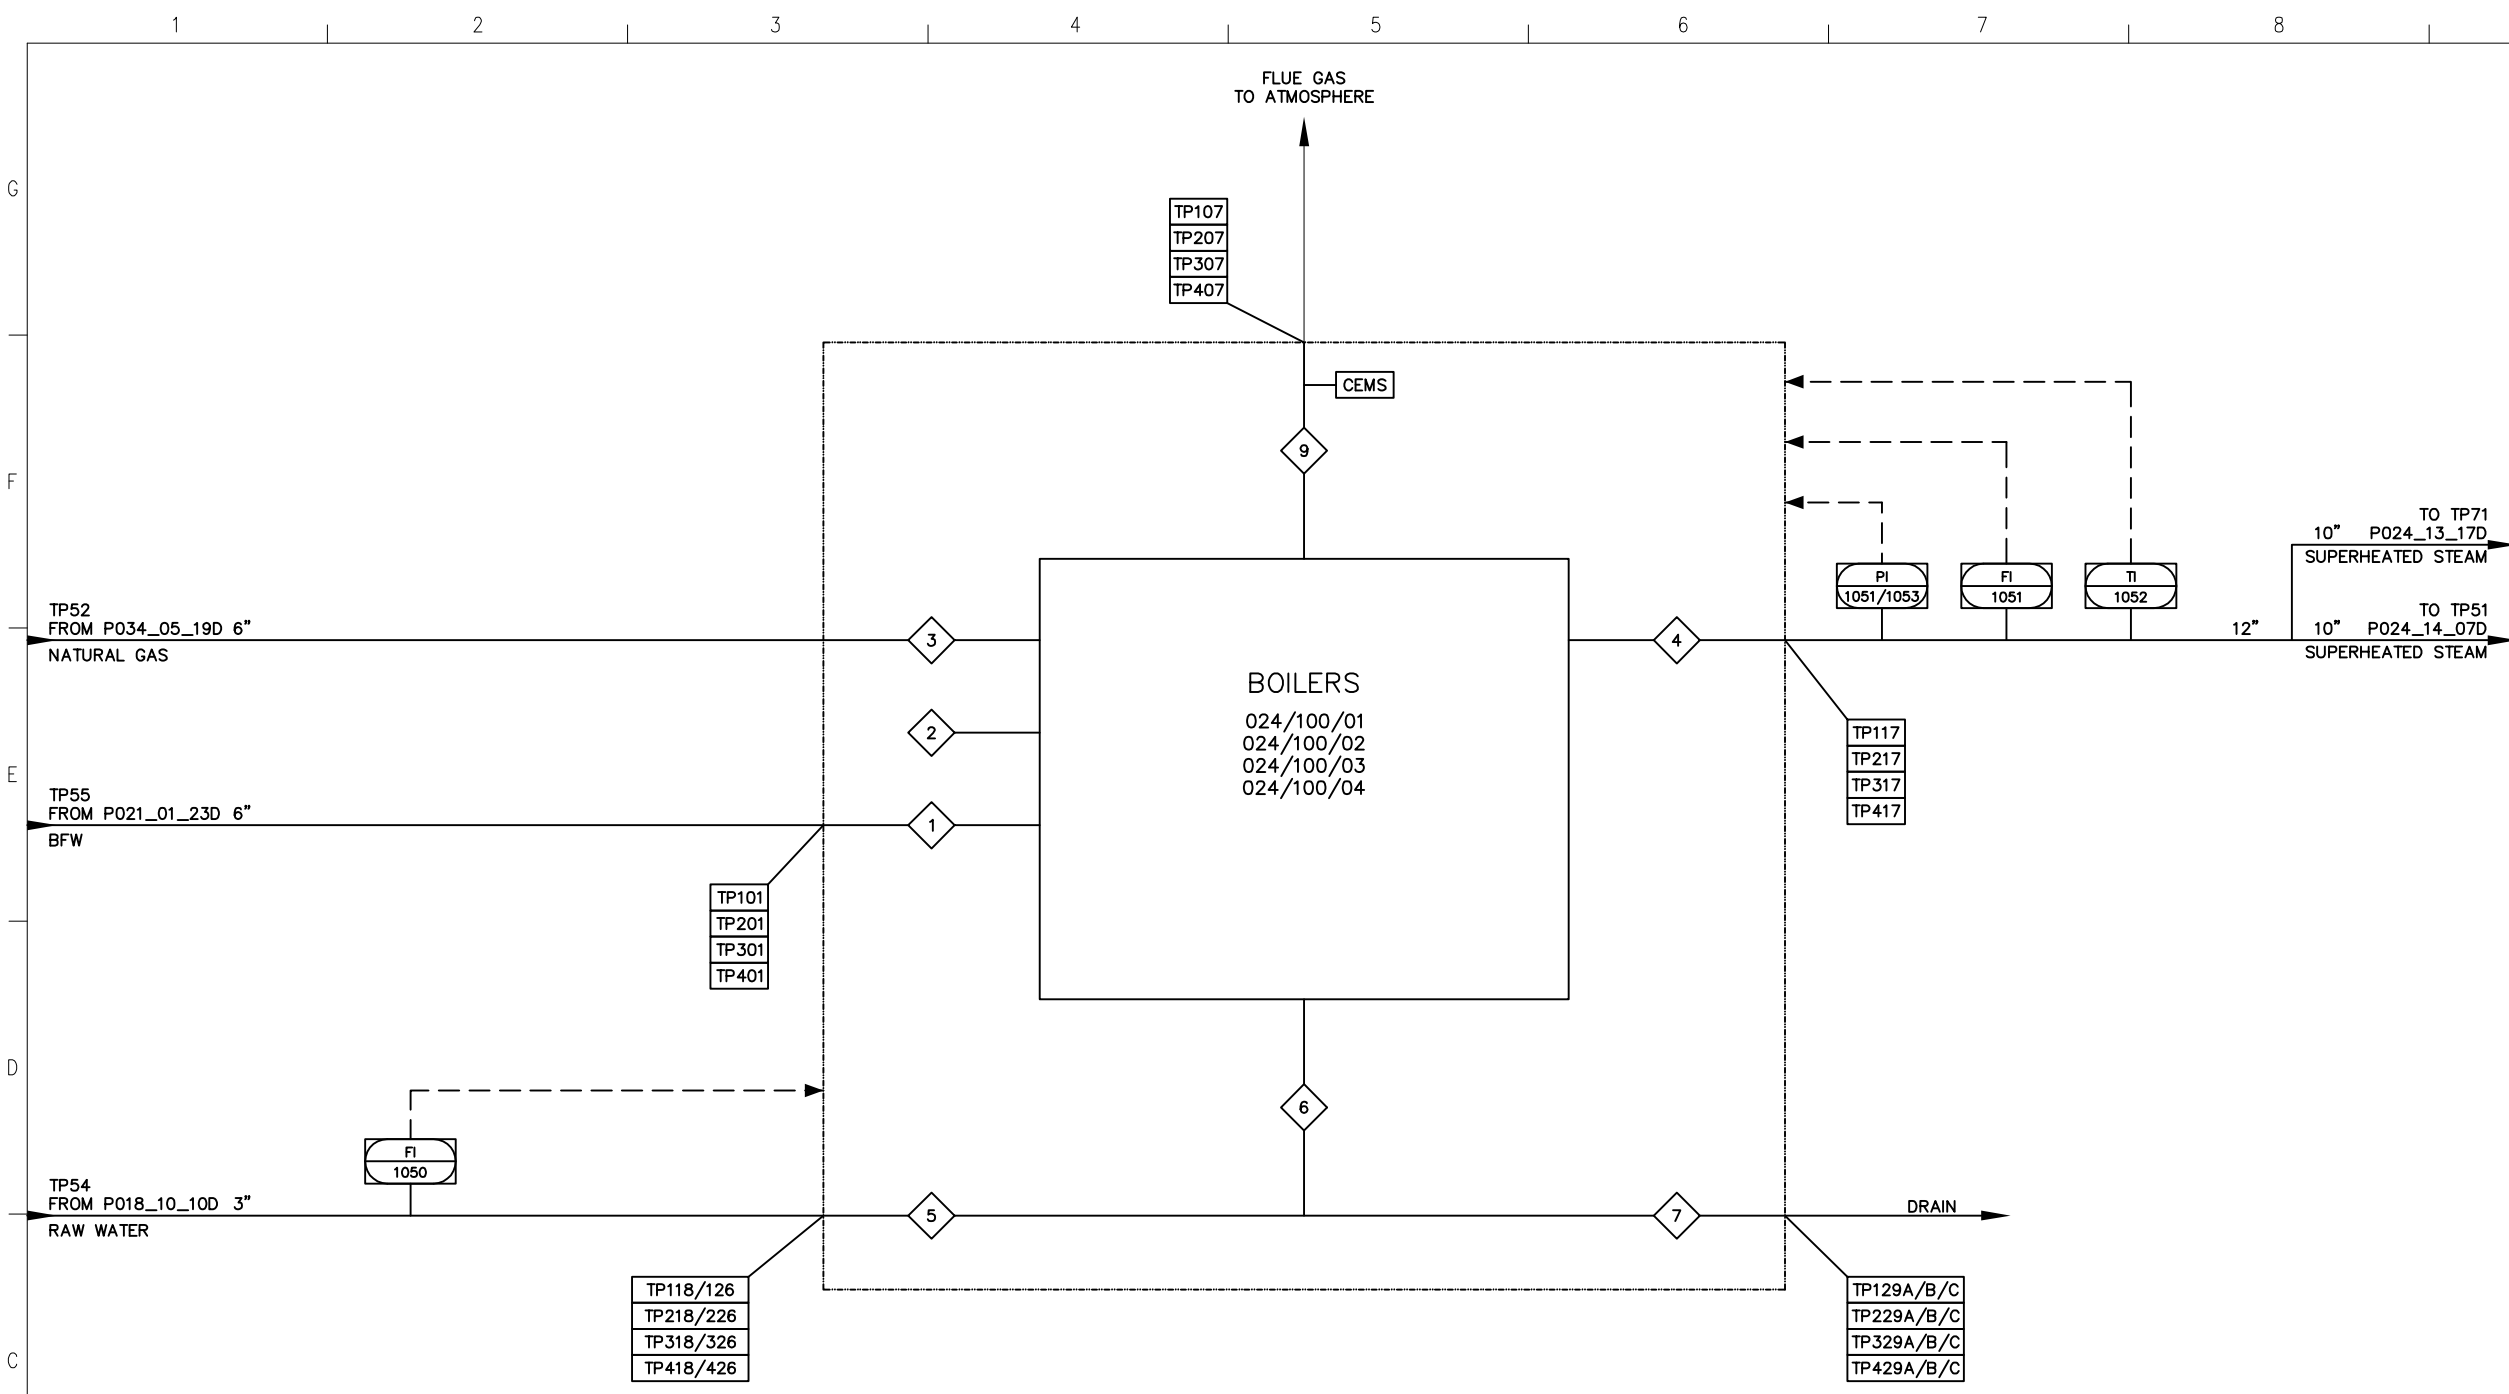 1 2 3 4 5 6 7 8
FLUE GAS
TO ATMOSPHERE
G
TP107
TP207
TP307
TP407
CEMS
9
F
TO TP71
10" P024_13_17D
SUPERHEATED STEAM
PI
1051/1053
FI
1051
TI
1052
TP52
FROM P034_05_19D 6"
NATURAL GAS
3
4
12"
TO TP51
10" P024_14_07D
SUPERHEATED STEAM
BOILERS
024/100/01
024/100/02
024/100/03
024/100/04
2
TP117
TP217
TP317
TP417
E
TP55
FROM P021_01_23D 6"
BFW
1
TP101
TP201
TP301
TP401
D
6
FI
1050
TP54
FROM P018_10_10D 3"
RAW WATER
5
7
DRAIN
TP118/126
TP218/226
TP318/326
TP418/426
TP129A/B/C
TP229A/B/C
TP329A/B/C
TP429A/B/C
C